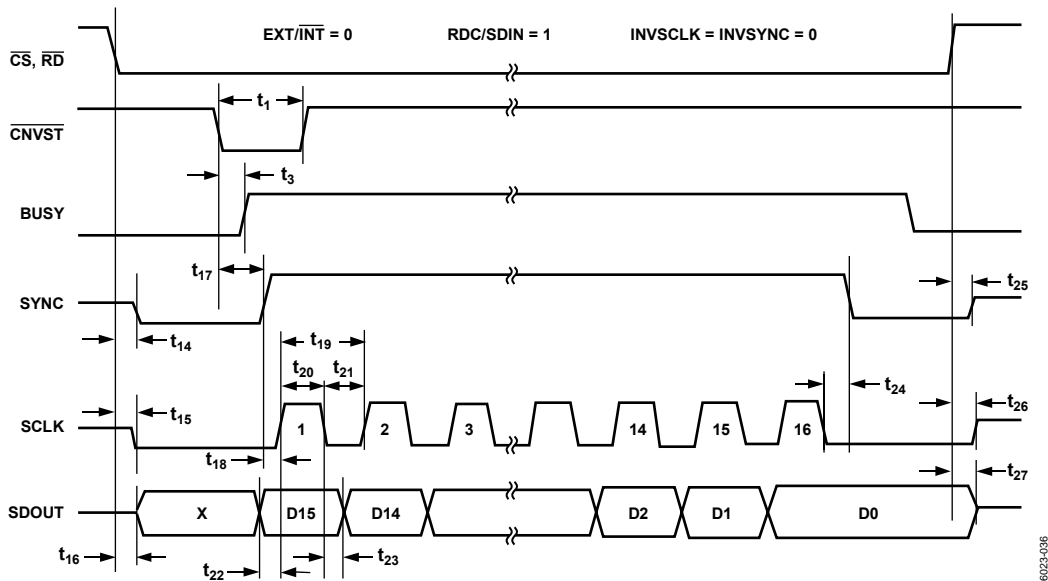 EXT/INT = 0 RDC/SDIN = 1 INVSCLK = INVSYNC = 0
CS, RD
t1
CNVST
t3
BUSY
t17
SYNC
t25
t14
t19
t20 t21
t24
t15
t26
SCLK
1 2 3 14 15 16
t18
t27
SDOUT
X D15 D14 D2 D1 D0
t16
t22
t23
6023-036